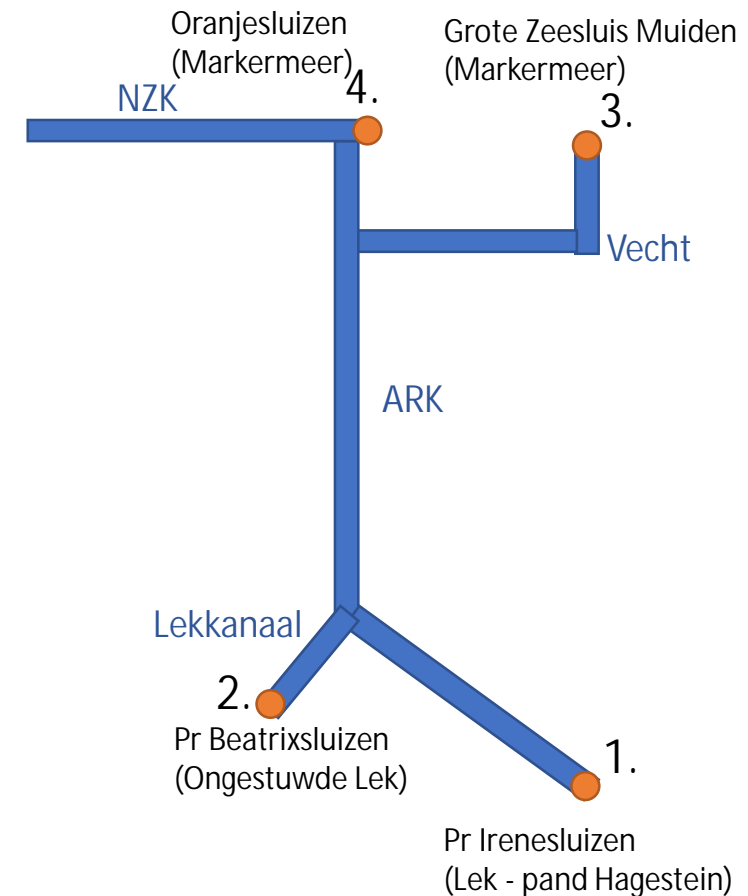 Oranjesluizen
(Markermeer)
4.
Grote Zeesluis Muiden
(Markermeer)
3.
NZK
Vecht
ARK
Lekkanaal
2.
Pr Beatrixsluizen
(Ongestuwde Lek)
1.
Pr Irenesluizen
(Lek - pand Hagestein)